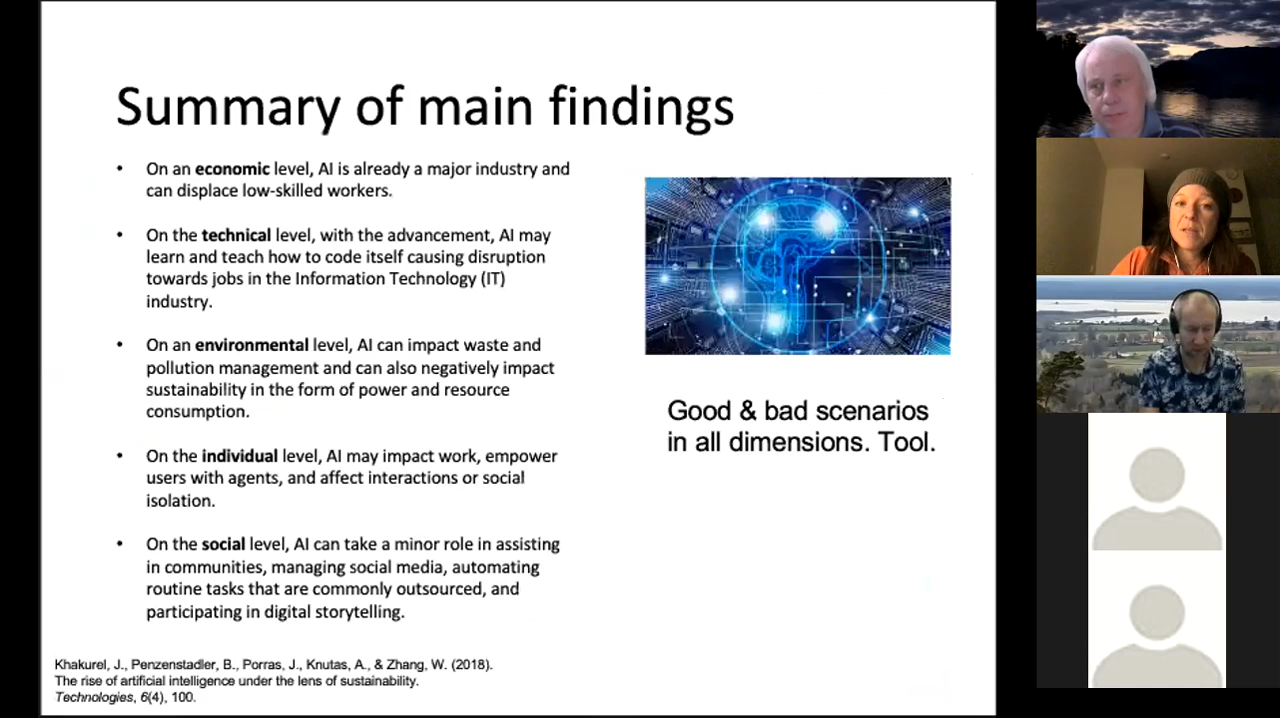 Summary of main findings
• On an economic level, AI is already a major industry and
can displace low-skilled workers.
• On the technical level, with the advancement, AI may
learn and teach how to code itself causing disruption
towards jobs in the Information Technology (IT)
industry.
• On an environmental level, AI can impact waste and
pollution management and can also negatively impact
sustainability in the form of power and resource
consumption.
• On the individual level, AI may impact work, empower
users with agents, and affect interactions or social
isolation.
• On the social level, AI can take a minor role in assisting
in communities, managing social media, automating
routine tasks that are commonly outsourced, and
participating in digital storytelling.
Good & bad scenarios
in all dimensions. Tool.
Khakurel, J., Penzenstadler, B., Porras, J., Knutas, A., & Zhang, W. (2018).
The rise of artificial intelligence under the lens of sustainability.
Technologies, 6(4), 100.